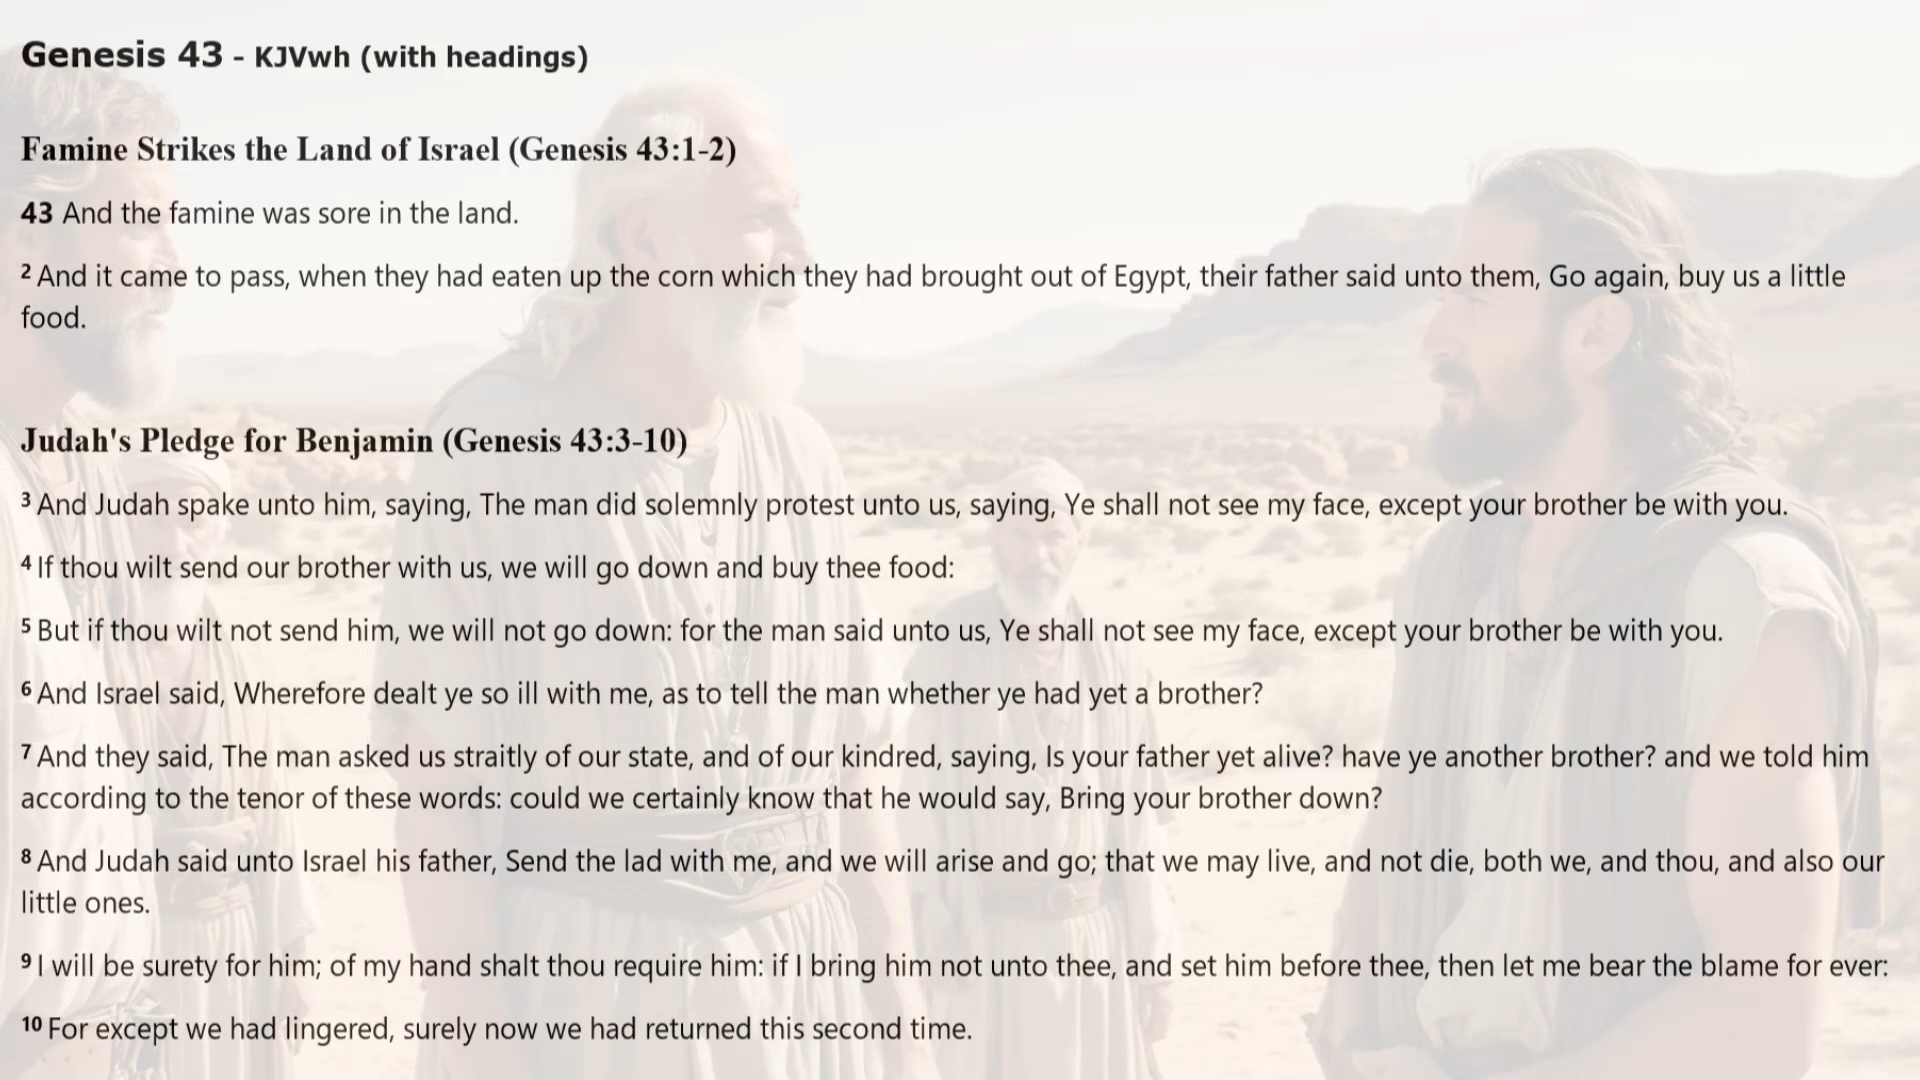 Genesis 43 - KJVwh (with headings)
Famine Strikes the Land of Israel (Genesis 43:1-2)
43 And the famine was sore in the land.
2 And it came to pass, when they had eaten up the corn which they had brought out of Egypt, their father said unto them, Go again, buy us a little
food.
Judah's Pledge for Benjamin (Genesis 43:3-10)
3 And Judah spake unto him, saying, The man did solemnly protest unto us, saying, Ye shall not see my face, except your brother be with you.
4 If thou wilt send our brother with us, we will go down and buy thee food:
5 But if thou wilt not send him, we will not go down: for the man said unto us, Ye shall not see my face, except your brother be with you.
6 And Israel said, Wherefore dealt ye so ill with me, as to tell the man whether ye had yet a brother?
7 And they said, The man asked us straitly of our state, and of our kindred, saying, Is your father yet alive? have ye another brother? and we told him
according to the tenor of these words: could we certainly know that he would say, Bring your brother down?
8 And Judah said unto Israel his father, Send the lad with me, and we will arise and go; that we may live, and not die, both we, and thou, and also our
little ones.
9 I will be surety for him; of my hand shalt thou require him: if I bring him not unto thee, and set him before thee, then let me bear the blame for ever:
10 For except we had lingered, surely now we had returned this second time.